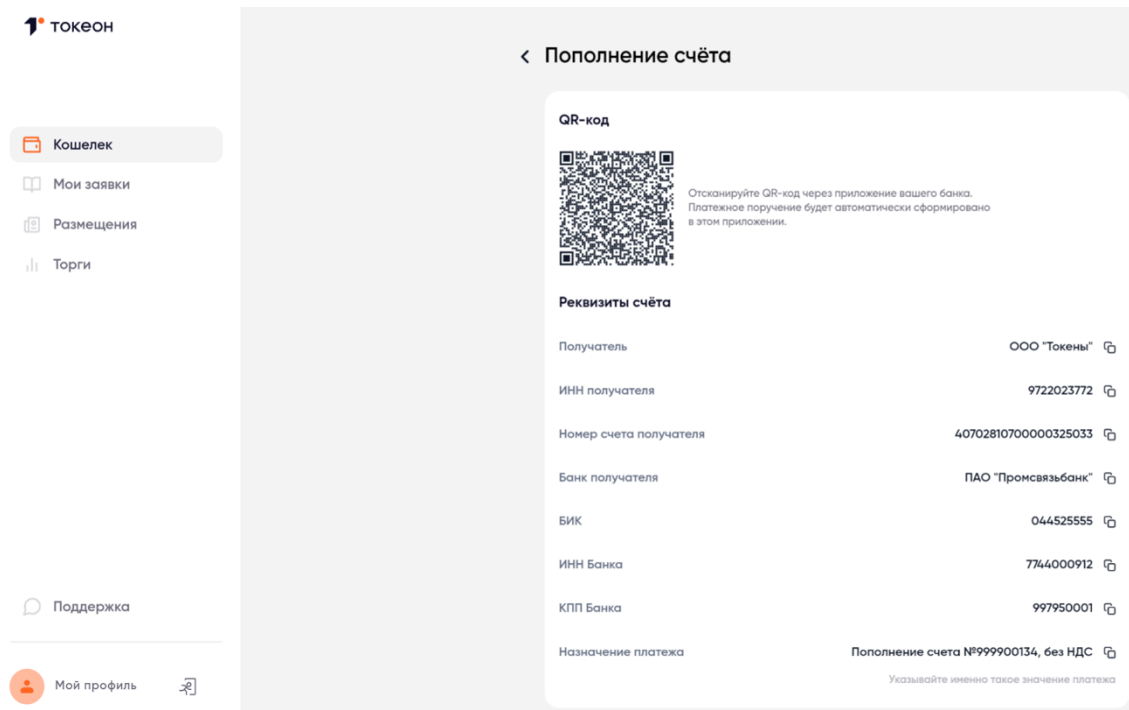 токеон
Кошелек
Мои заявки
Размещения
Торги
Поддержка
Мой профиль
Пополнение счёта
QR-код
Отсканируйте QR-код через приложение вашего банка.
Платежное поручение будет автоматически сформировано
в этом приложении.
Реквизиты счёта
Получатель ООО "Токены"
ИНН получателя 9722023772
Номер счета получателя 40702810700000325033
Банк получателя ПАО "Промсвязьбанк"
БИК 044525555
ИНН Банка 7744000912
КПП Банка 997950001
Назначение платежа Пополнение счета №999900134, без НДС
Указывайте именно такое значение платежа